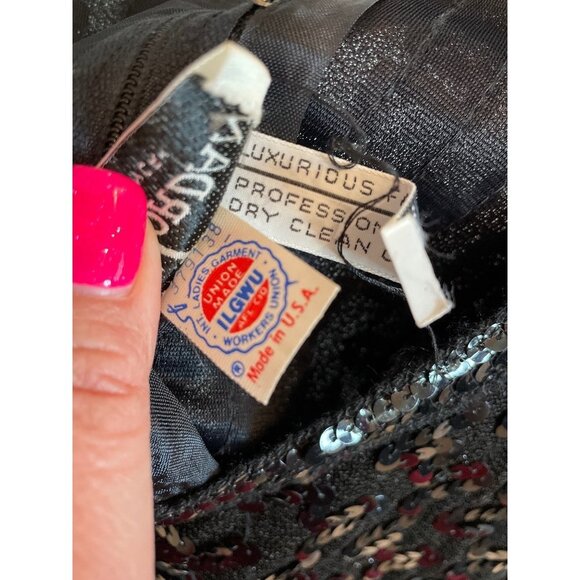 LUXURIOUS
PROFESSION
DRY CLEAN
INT. LADIES GARMENT
WORKERS UNION
UNION
MADE
ILGWU
AFL CIO
®
Made in U.S.A.